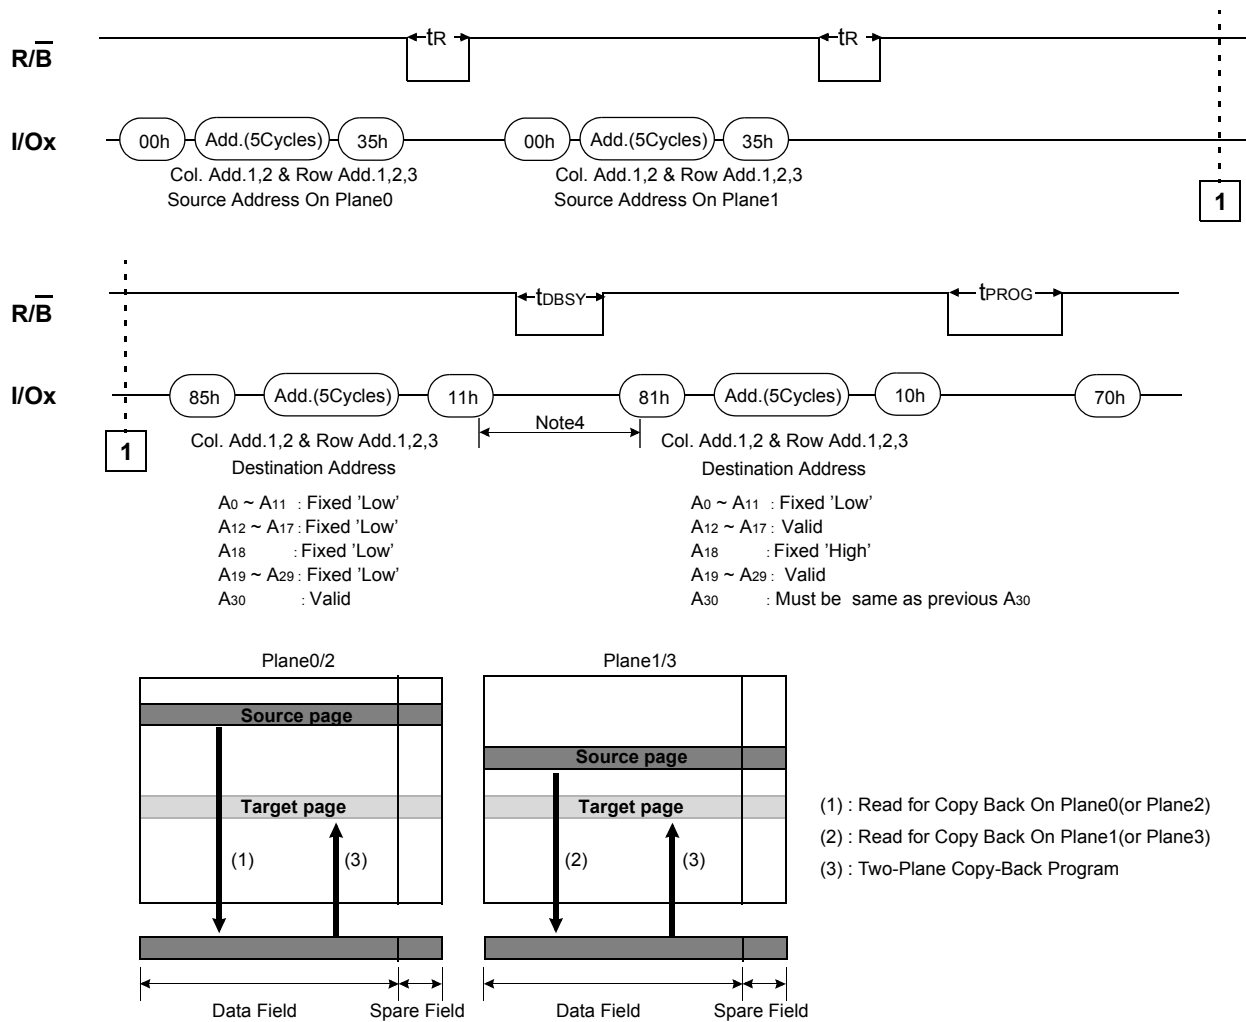 R/B tR tR
I/Ox 00h Add.(5Cycles) 35h 00h Add.(5Cycles) 35h
Col. Add.1,2 & Row Add.1,2,3 Col. Add.1,2 & Row Add.1,2,3
Source Address On Plane0 Source Address On Plane1
1
R/B tDBSY tPROG
I/Ox 85h Add.(5Cycles) 11h 81h Add.(5Cycles) 10h 70h
Note4
1
Col. Add.1,2 & Row Add.1,2,3 Col. Add.1,2 & Row Add.1,2,3
Destination Address Destination Address
A0 ~ A11 : Fixed ’Low’ A0 ~ A11 : Fixed ’Low’
A12 ~ A17 : Fixed ’Low’ A12 ~ A17 : Valid
A18 : Fixed ’Low’ A18 : Fixed ’High’
A19 ~ A29 : Fixed ’Low’ A19 ~ A29 : Valid
A30 : Valid A30 : Must be same as previous A30
Plane0/2 Plane1/3
Source page
Source page
Target page Target page
(1) : Read for Copy Back On Plane0(or Plane2)
(2) : Read for Copy Back On Plane1(or Plane3)
(1) (3) (2) (3)
(3) : Two-Plane Copy-Back Program
Data Field Spare Field Data Field Spare Field